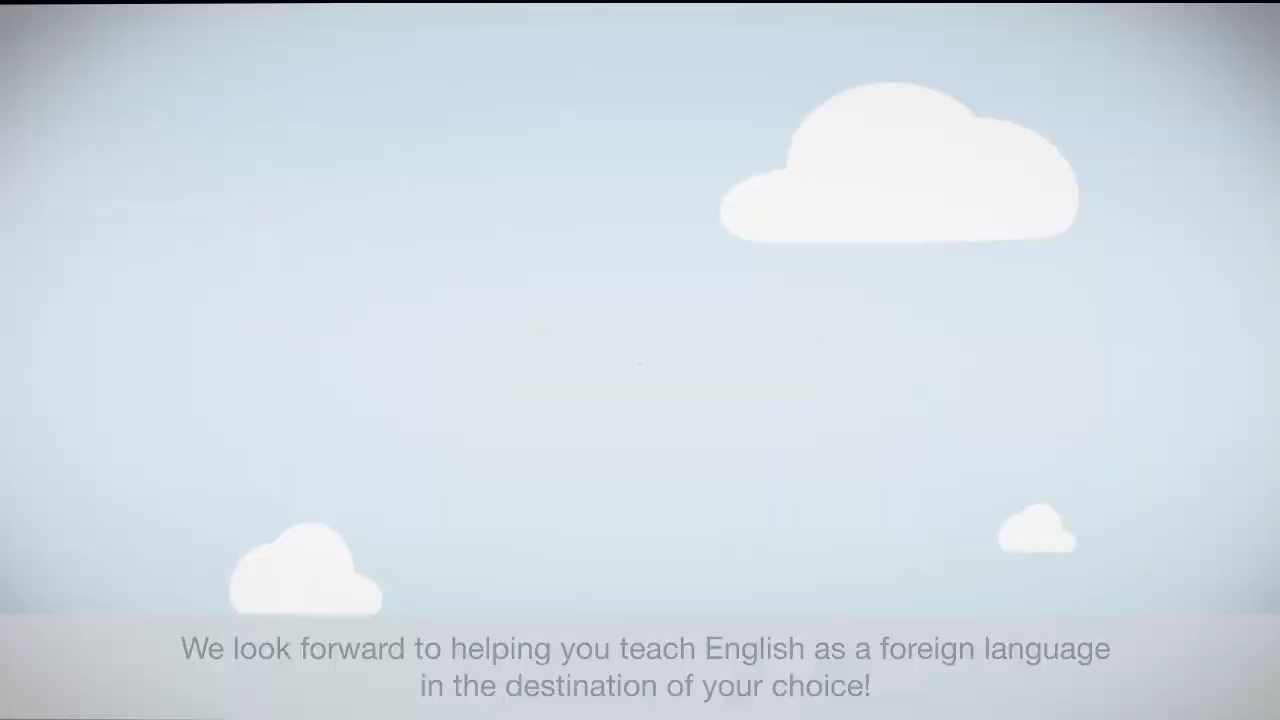 We look forward to helping you teach English as a foreign language
in the destination of your choice!